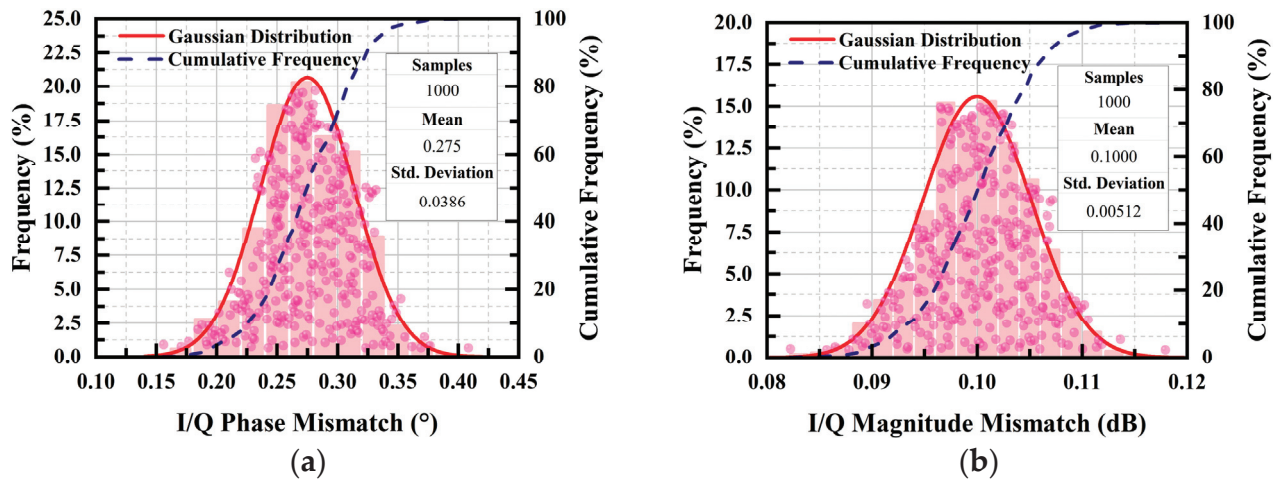 25.0
22.5
20.0
17.5
15.0
12.5
10.0
7.5
5.0
2.5
0.0
Frequency (%)
Gaussian Distribution
Cumulative Frequency
Samples
1000
Mean
0.275
Std. Deviation
0.0386
100
80
60
40
20
0
Cumulative Frequency (%)
0.10 0.15 0.20 0.25 0.30 0.35 0.40 0.45
I/Q Phase Mismatch (°)
(a)
20.0
17.5
15.0
12.5
10.0
7.5
5.0
2.5
0.0
Frequency (%)
Gaussian Distribution
Cumulative Frequency
Samples
1000
Mean
0.1000
Std. Deviation
0.00512
100
80
60
40
20
0
Cumulative Frequency (%)
0.08 0.09 0.10 0.11 0.12
I/Q Magnitude Mismatch (dB)
(b)